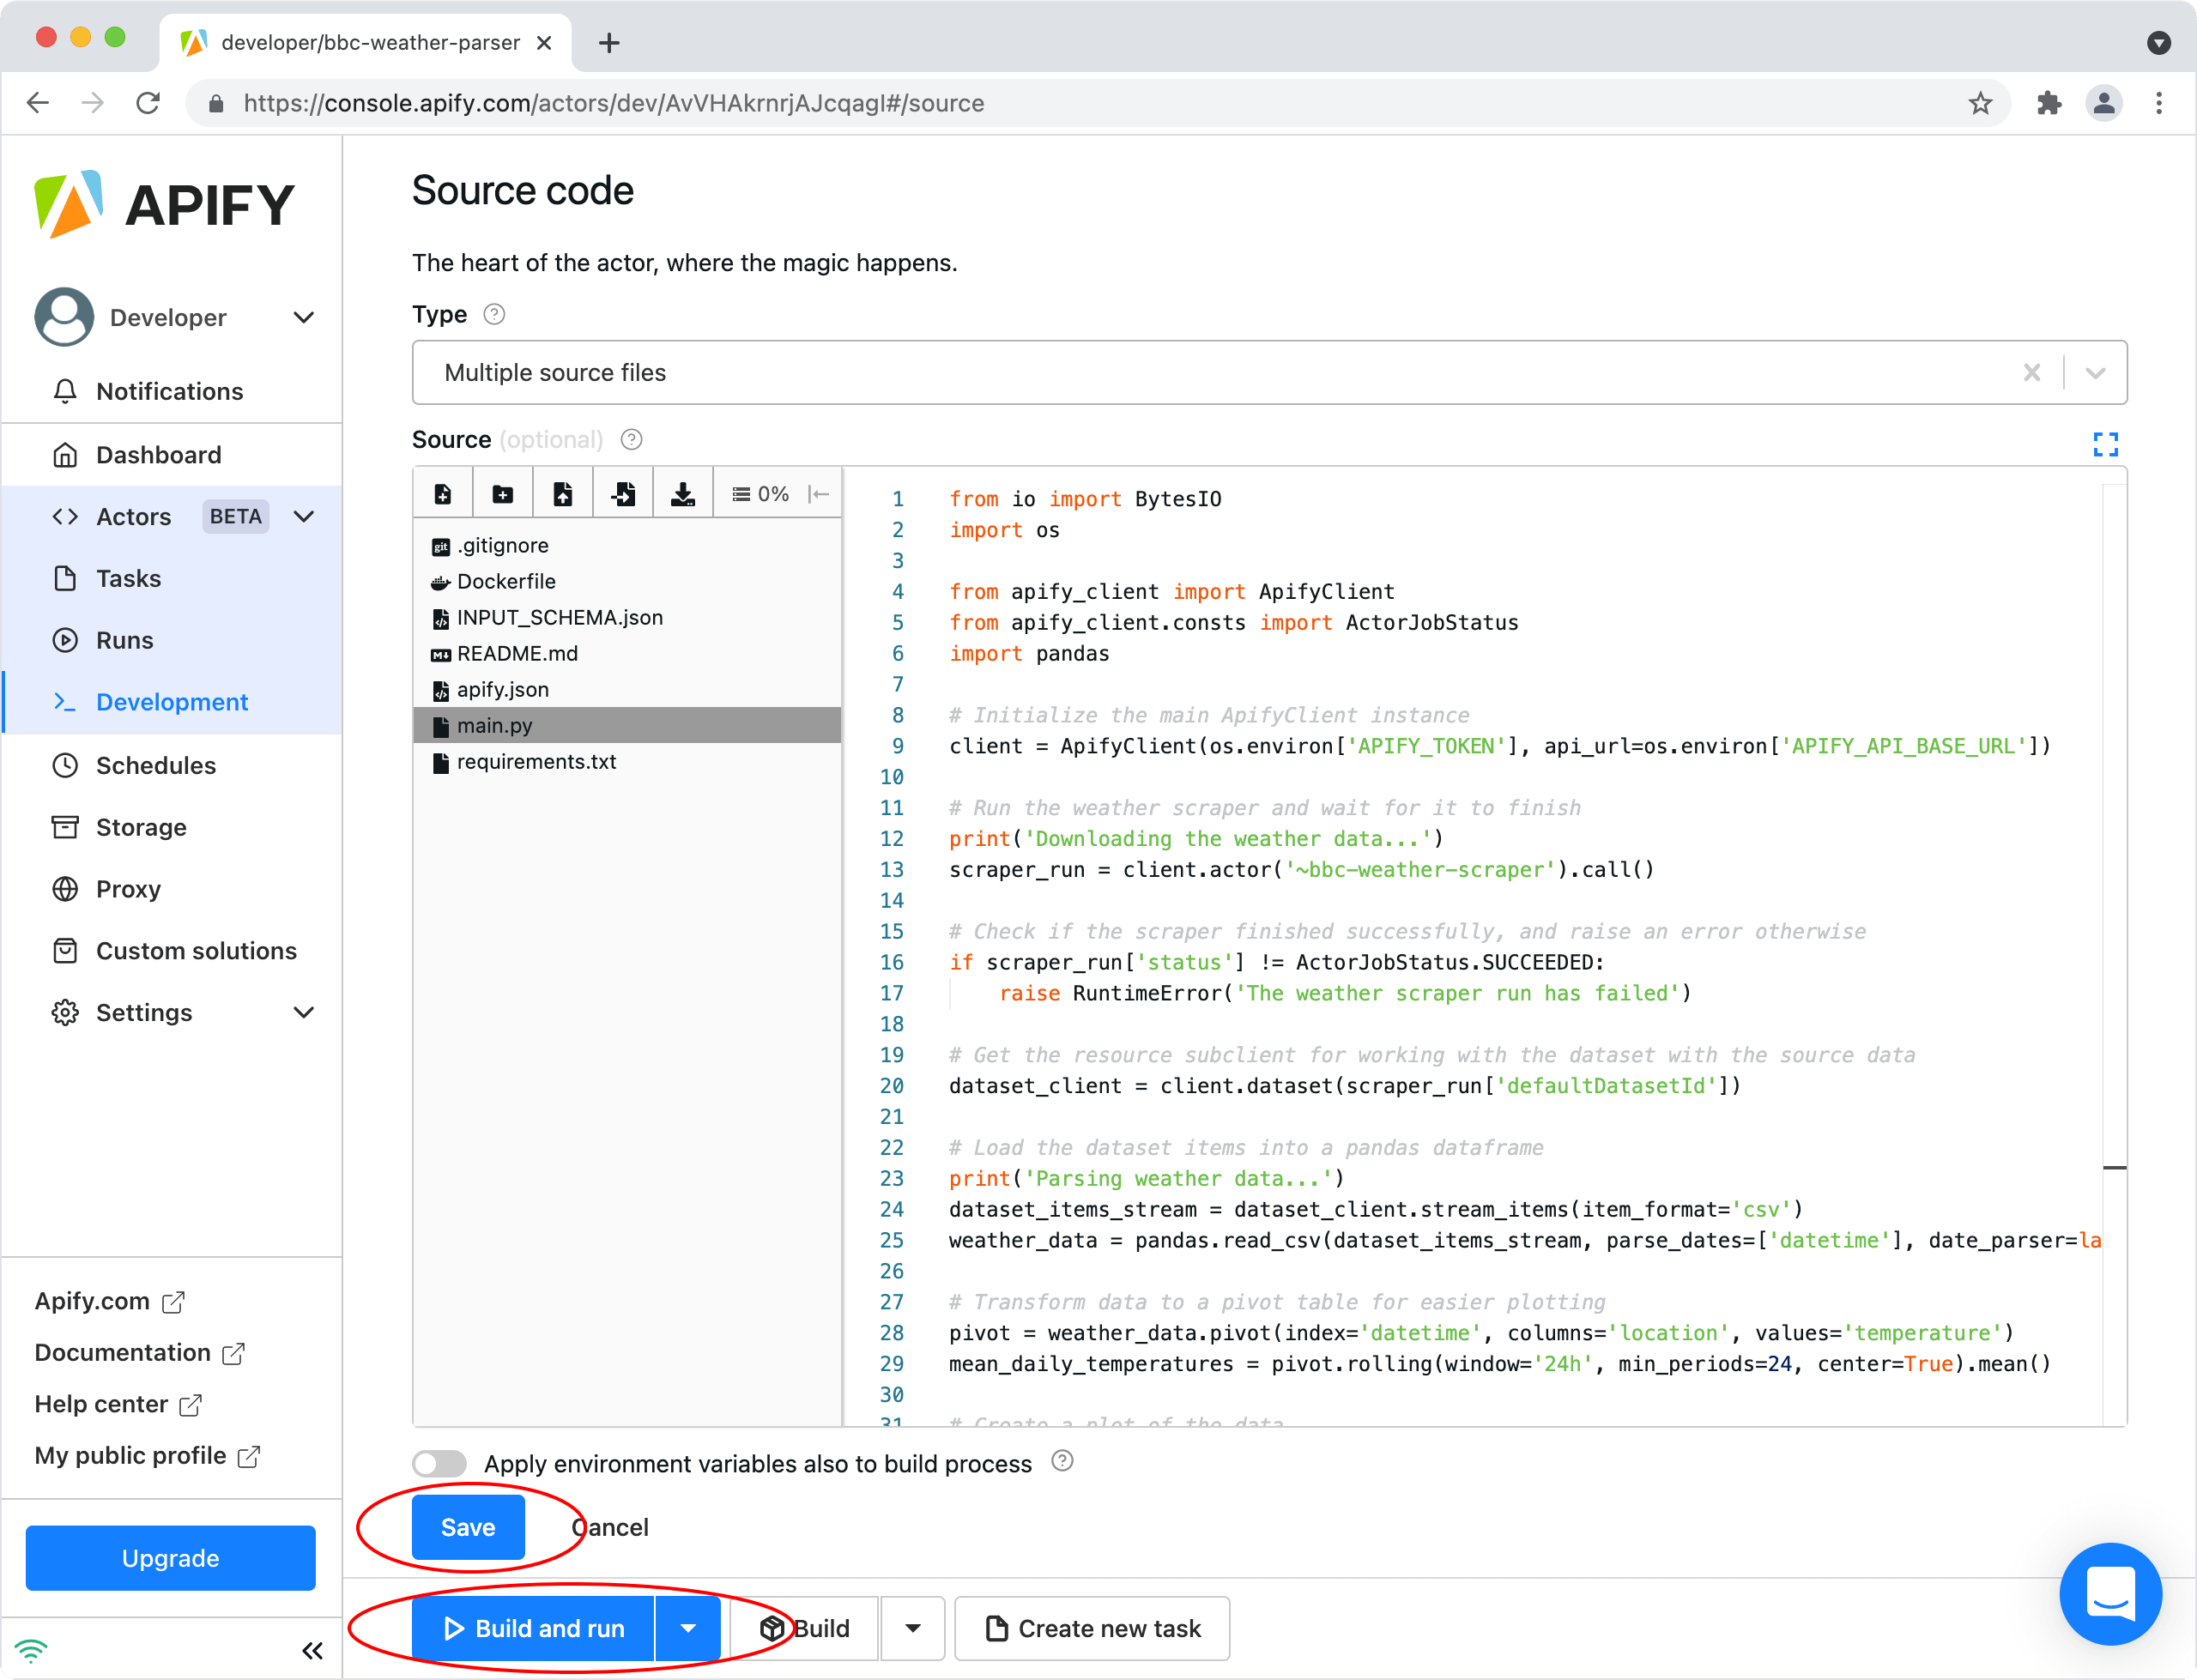 developer/bbc-weather-parser
https://console.apify.com/actors/dev/AvVHAkrnrjAJcqagI#/source
APIFY
Developer
Notifications
Dashboard
Actors BETA
Tasks
Runs
Development
Schedules
Storage
Proxy
Custom solutions
Settings
Apify.com
Documentation
Help center
My public profile
Upgrade
Source code
The heart of the actor, where the magic happens.
Type ?
Multiple source files
Source (optional) ?
0%
git .gitignore
Dockerfile
INPUT_SCHEMA.json
README.md
apify.json
main.py
requirements.txt
1 from io import BytesIO
2 import os
3
4 from apify_client import ApifyClient
5 from apify_client.consts import ActorJobStatus
6 import pandas
7
8 # Initialize the main ApifyClient instance
9 client = ApifyClient(os.environ['APIFY_TOKEN'], api_url=os.environ['APIFY_API_BASE_URL'])
10
11 # Run the weather scraper and wait for it to finish
12 print('Downloading the weather data...')
13 scraper_run = client.actor('~bbc-weather-scraper').call()
14
15 # Check if the scraper finished successfully, and raise an error otherwise
16 if scraper_run['status'] != ActorJobStatus.SUCCEEDED:
17 raise RuntimeError('The weather scraper run has failed')
18
19 # Get the resource subclient for working with the dataset with the source data
20 dataset_client = client.dataset(scraper_run['defaultDatasetId'])
21
22 # Load the dataset items into a pandas dataframe
23 print('Parsing weather data...')
24 dataset_items_stream = dataset_client.stream_items(item_format='csv')
25 weather_data = pandas.read_csv(dataset_items_stream, parse_dates=['datetime'], date_parser=la
26
27 # Transform data to a pivot table for easier plotting
28 pivot = weather_data.pivot(index='datetime', columns='location', values='temperature')
29 mean_daily_temperatures = pivot.rolling(window='24h', min_periods=24, center=True).mean()
30
31 # Create a plot of the data
Apply environment variables also to build process ?
Save Cancel
Build and run Build Create new task